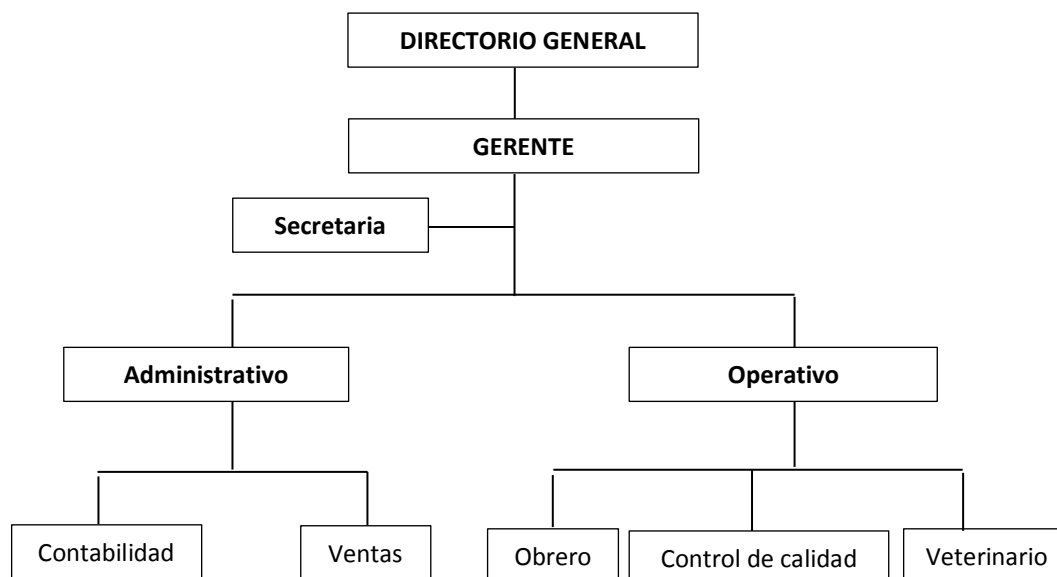 DIRECTORIO GENERAL
GERENTE
Secretaria
Administrativo
Operativo
Contabilidad
Ventas
Obrero
Control de calidad
Veterinario